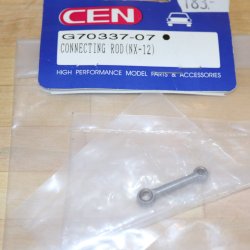 183.-
CEN
G70337-07
CONNECTING ROD(NX-12)
HIGH PERFORMANCE MODEL PARTS & ACCESSORIES